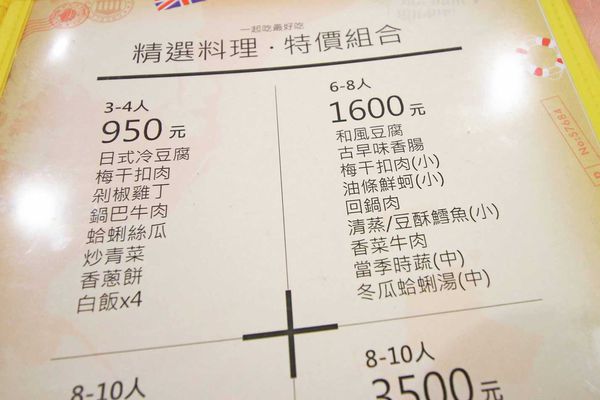 一起吃最好吃
精選料理·特價組合
3-4人
950元
日式冷豆腐
梅干扣肉
剁椒雞丁
鍋巴牛肉
蛤蜊絲瓜
炒青菜
香蔥餅
白飯x4
6-8人
1600元
和風豆腐
古早味香腸
梅干扣肉(小)
油條鮮蚵(小)
回鍋肉
清蒸/豆酥鱈魚(小)
香菜牛肉
當季時蔬(中)
冬瓜蛤蜊湯(中)
No:57684
8-10人
8-10人
3500元